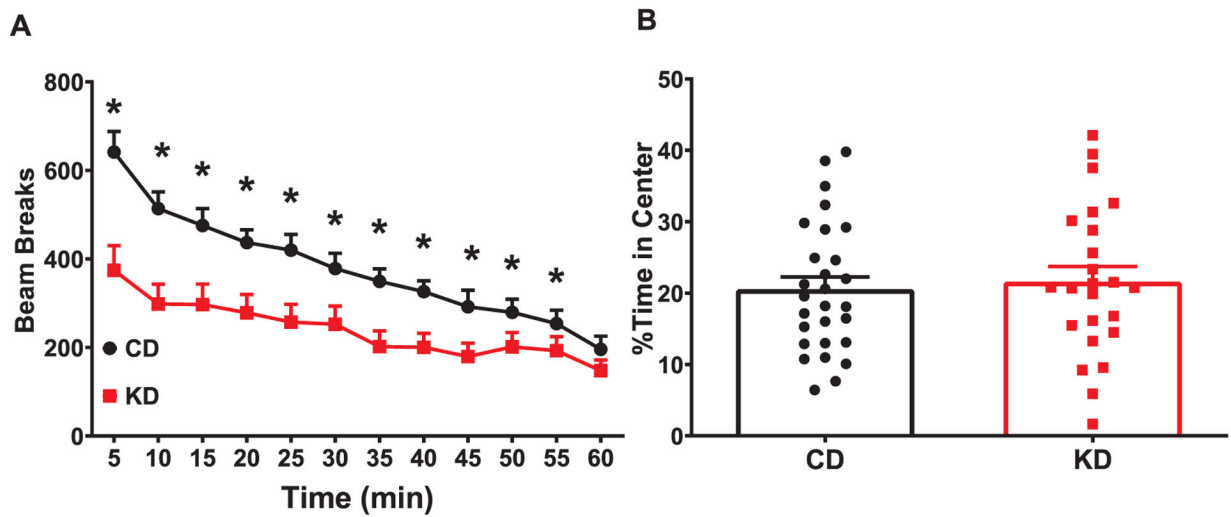 A
800
600
400
200
0
Beam Breaks
* * * * * * * * * * *
CD
KD
5 10 15 20 25 30 35 40 45 50 55 60
Time (min)
B
50
40
30
20
10
0
%Time in Center
CD KD